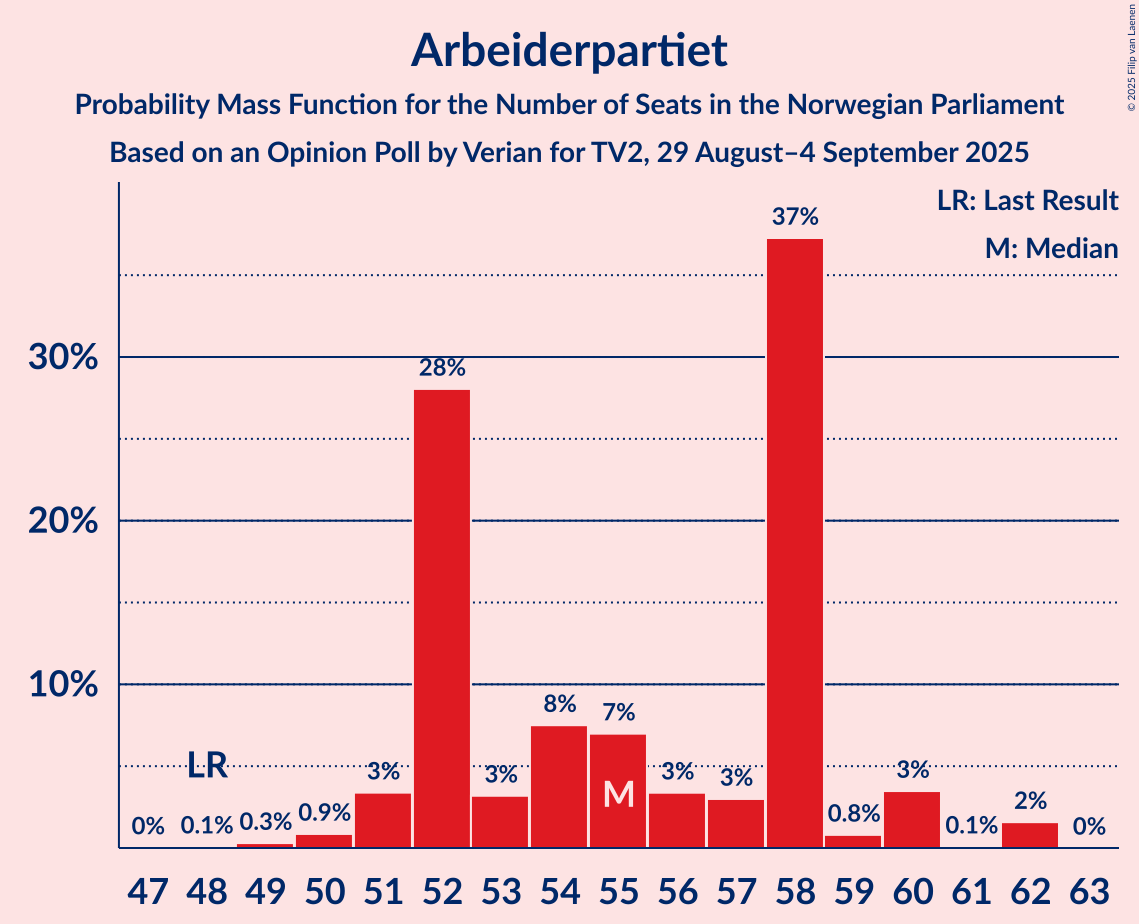 Arbeiderpartiet
Probability Mass Function for the Number of Seats in the Norwegian Parliament
Based on an Opinion Poll by Verian for TV2, 29 August–4 September 2025
© 2025 Filip van Laenen
LR: Last Result
M: Median
37%
30%
28%
20%
10%
8%
7%
LR
3%
3%
3%
3%
3%
M
2%
0%
0.1%
0.3%
0.9%
0.8%
0.1%
0%
47 48 49 50 51 52 53 54 55 56 57 58 59 60 61 62 63